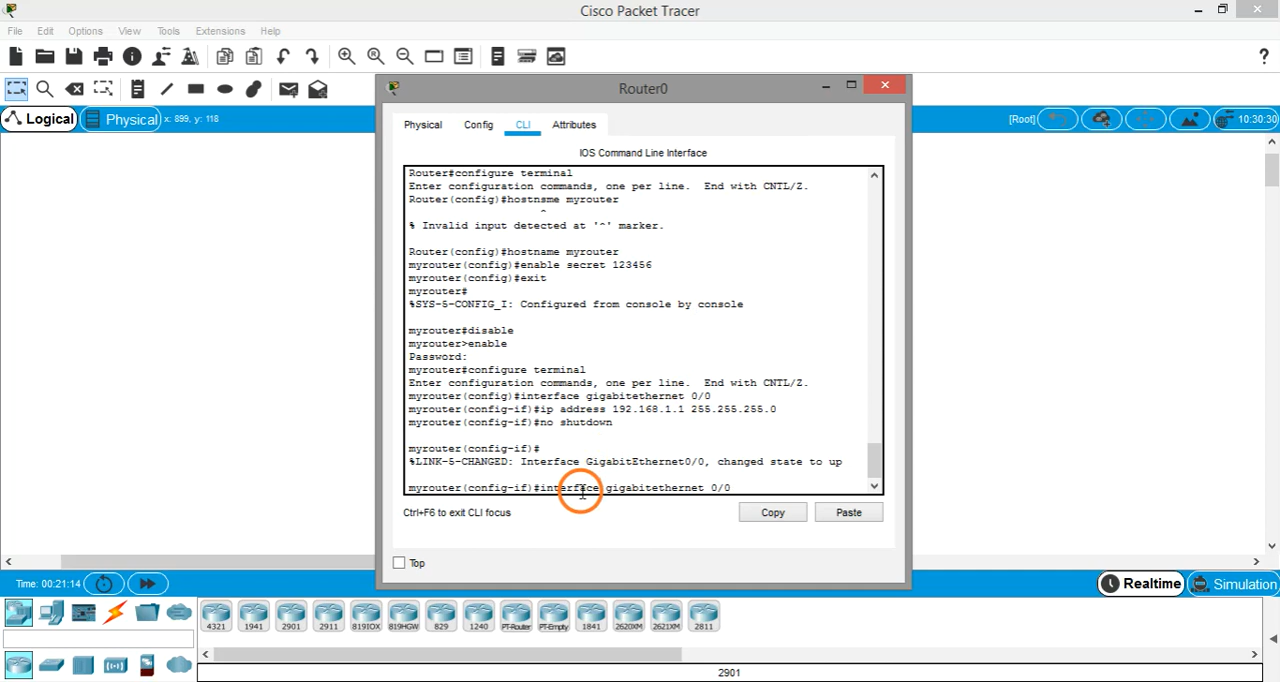 Cisco Packet Tracer
File Edit Options View Tools Extensions Help
?
Logical Physical x: 899, y: 118 [Root] 10:30:30
Router0
Physical Config CLI Attributes
IOS Command Line Interface
Router#configure terminal
Enter configuration commands, one per line. End with CNTL/Z.
Router(config)#hostnsme myrouter
^
% Invalid input detected at '^' marker.
Router(config)#hostname myrouter
myrouter(config)#enable secret 123456
myrouter(config)#exit
myrouter#
%SYS-5-CONFIG_I: Configured from console by console
myrouter#disable
myrouter>enable
Password:
myrouter#configure terminal
Enter configuration commands, one per line. End with CNTL/Z.
myrouter(config)#interface gigabitethernet 0/0
myrouter(config-if)#ip address 192.168.1.1 255.255.255.0
myrouter(config-if)#no shutdown
myrouter(config-if)#
%LINK-5-CHANGED: Interface GigabitEthernet0/0, changed state to up
myrouter(config-if)#interface gigabitethernet 0/0
Ctrl+F6 to exit CLI focus Copy Paste
Top
Time: 00:21:14 Realtime Simulation
4321 1941 2901 2911 819IOX 819HGW 829 1240 PT-Router PT-Empty 1841 2620XM 2621XM 2811
2901